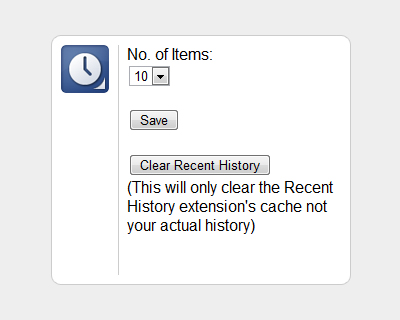 No. of Items:
10
Save
Clear Recent History
(This will only clear the Recent
History extension's cache not
your actual history)